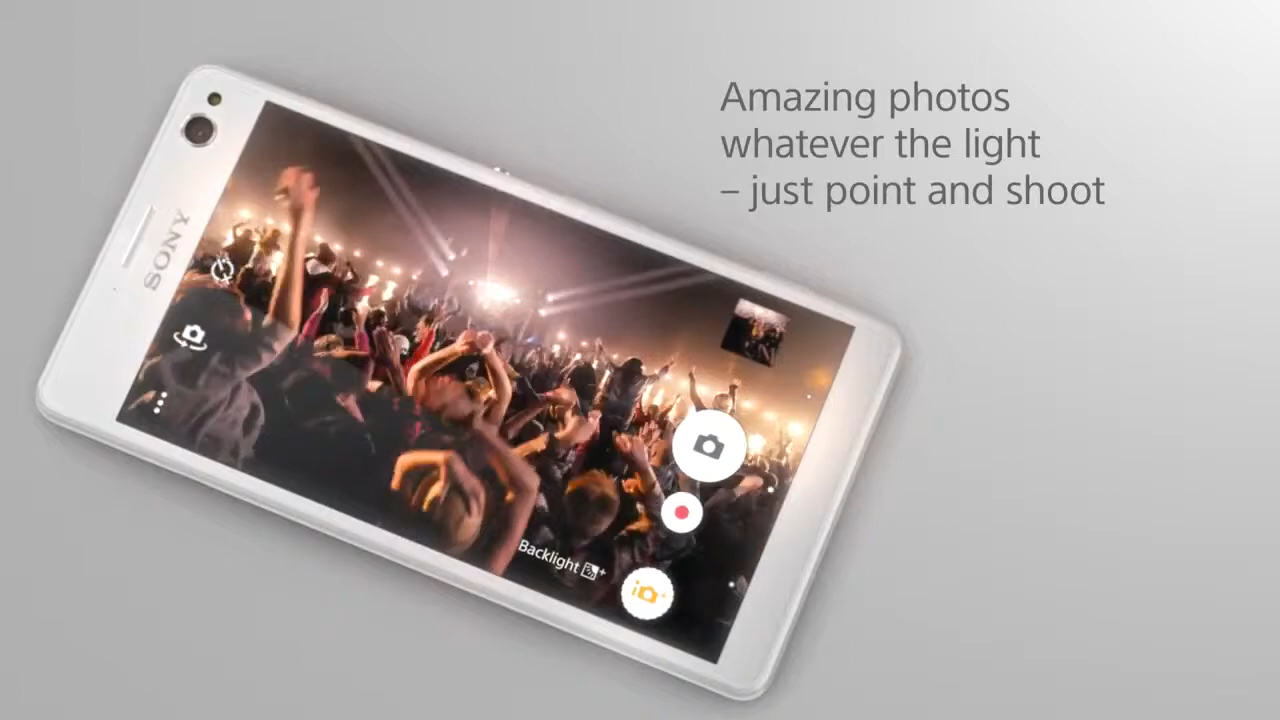 Amazing photos
whatever the light
– just point and shoot
SONY
Backlight